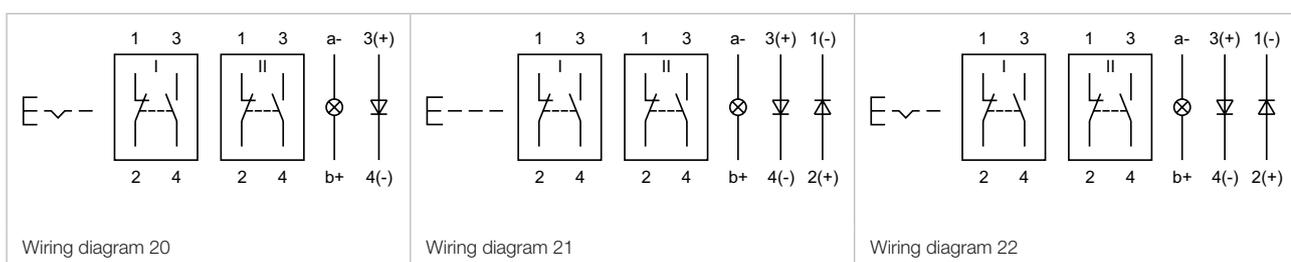 1 3 1 3 a- 3(+)
I II
2 4 2 4 b+ 4(-)
Wiring diagram 20
1 3 1 3 a- 3(+) 1(-)
I II
2 4 2 4 b+ 4(-) 2(+)
Wiring diagram 21
1 3 1 3 a- 3(+) 1(-)
I II
2 4 2 4 b+ 4(-) 2(+)
Wiring diagram 22